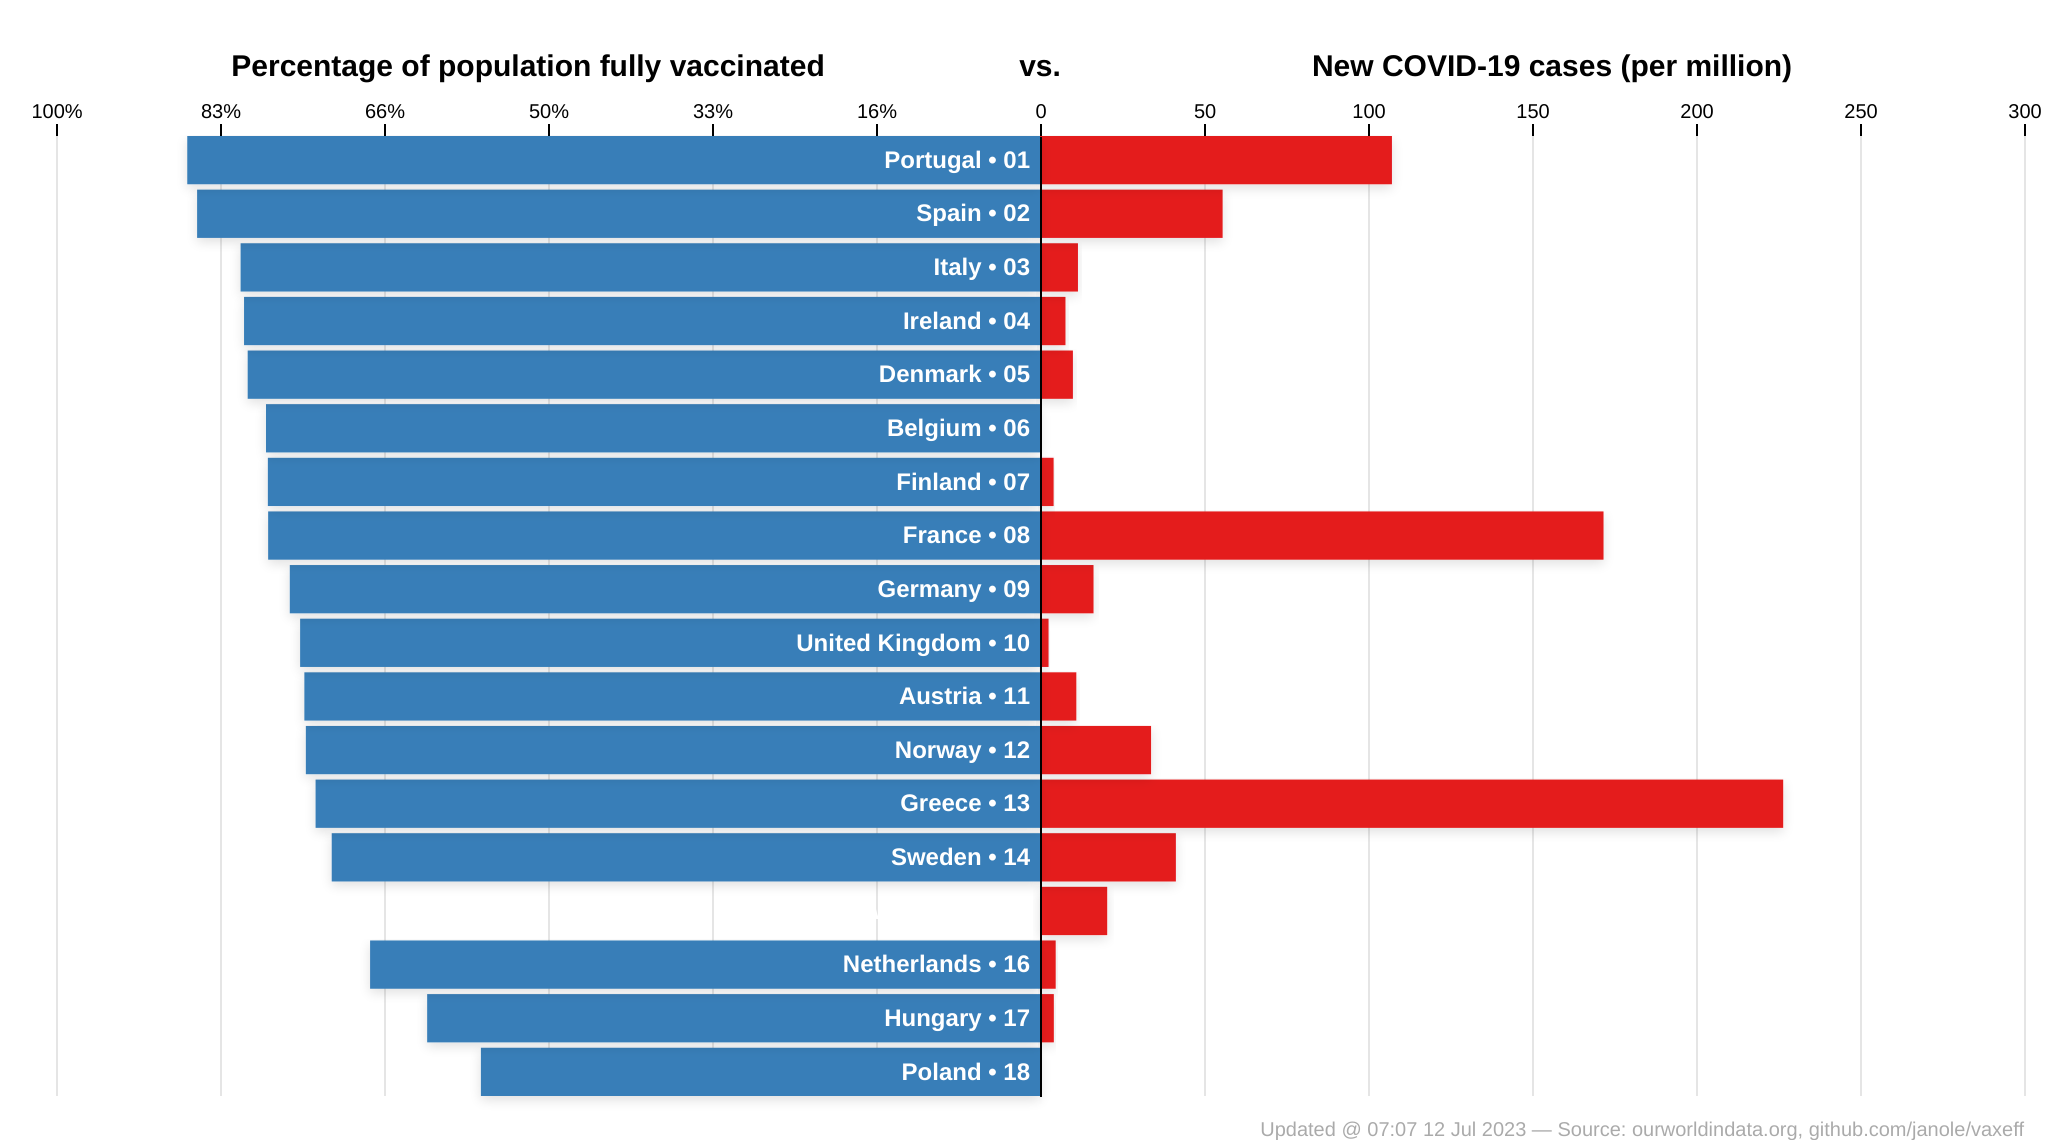 Percentage of population fully vaccinated vs. New COVID-19 cases (per million)
100% 83% 66% 50% 33% 16% 0 50 100 150 200 250 300
Portugal • 01
Spain • 02
Italy • 03
Ireland • 04
Denmark • 05
Belgium • 06
Finland • 07
France • 08
Germany • 09
United Kingdom • 10
Austria • 11
Norway • 12
Greece • 13
Sweden • 14
Netherlands • 16
Hungary • 17
Poland • 18
Updated @ 07:07 12 Jul 2023 — Source: ourworldindata.org, github.com/janole/vaxeff